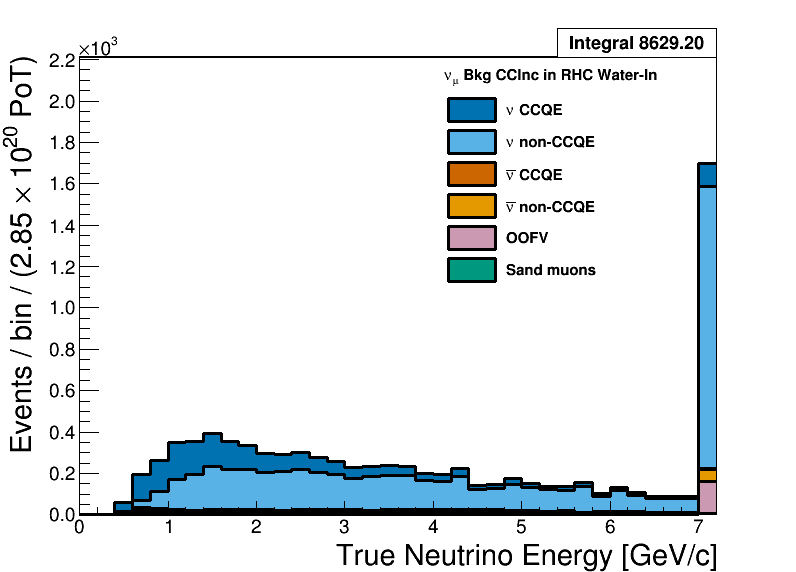 Integral 8629.20
×10³
ν_μ Bkg CCInc in RHC Water-In
ν CCQE
ν non-CCQE
ν̅ CCQE
ν̅ non-CCQE
OOFV
Sand muons
Events / bin / (2.85 × 10²⁰ PoT)
2.2
2.0
1.8
1.6
1.4
1.2
1.0
0.8
0.6
0.4
0.2
0.0
0 1 2 3 4 5 6 7
True Neutrino Energy [GeV/c]